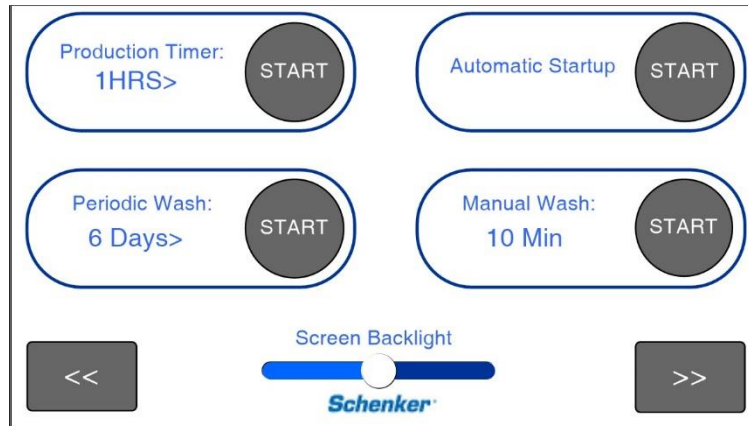 Production Timer:
1HRS>
START
Automatic Startup
START
Periodic Wash:
6 Days>
START
Manual Wash:
10 Min
START
Screen Backlight
<<
>>
Schenker